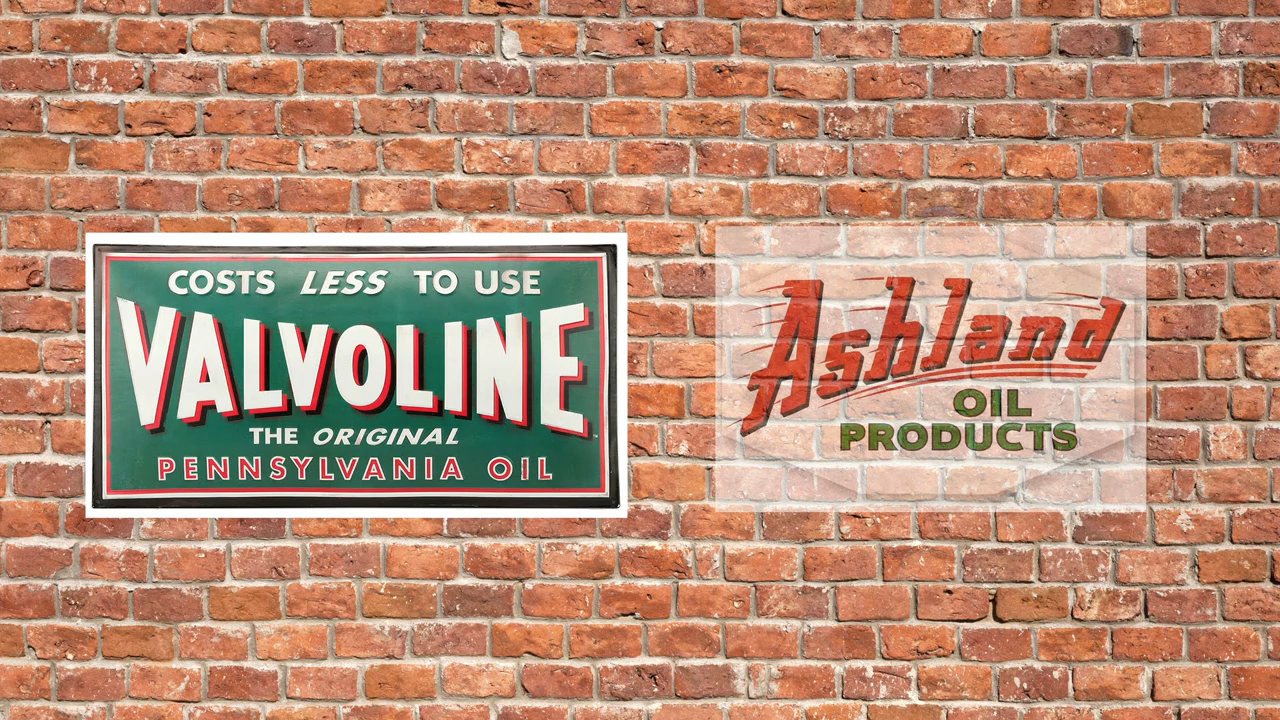 COSTS LESS TO USE
VALVOLINE
THE ORIGINAL
PENNSYLVANIA OIL
Ashland
OIL
PRODUCTS